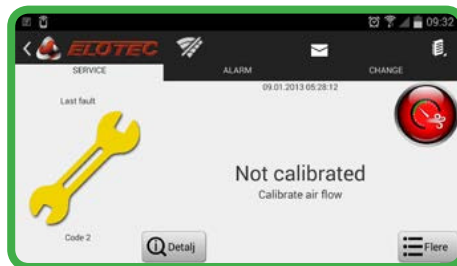 09:32
ELOTEC
SERVICE ALARM CHANGE
09.01.2013 05:28:12
Last fault
Not calibrated
Calibrate air flow
Code 2
Detalj
Flere